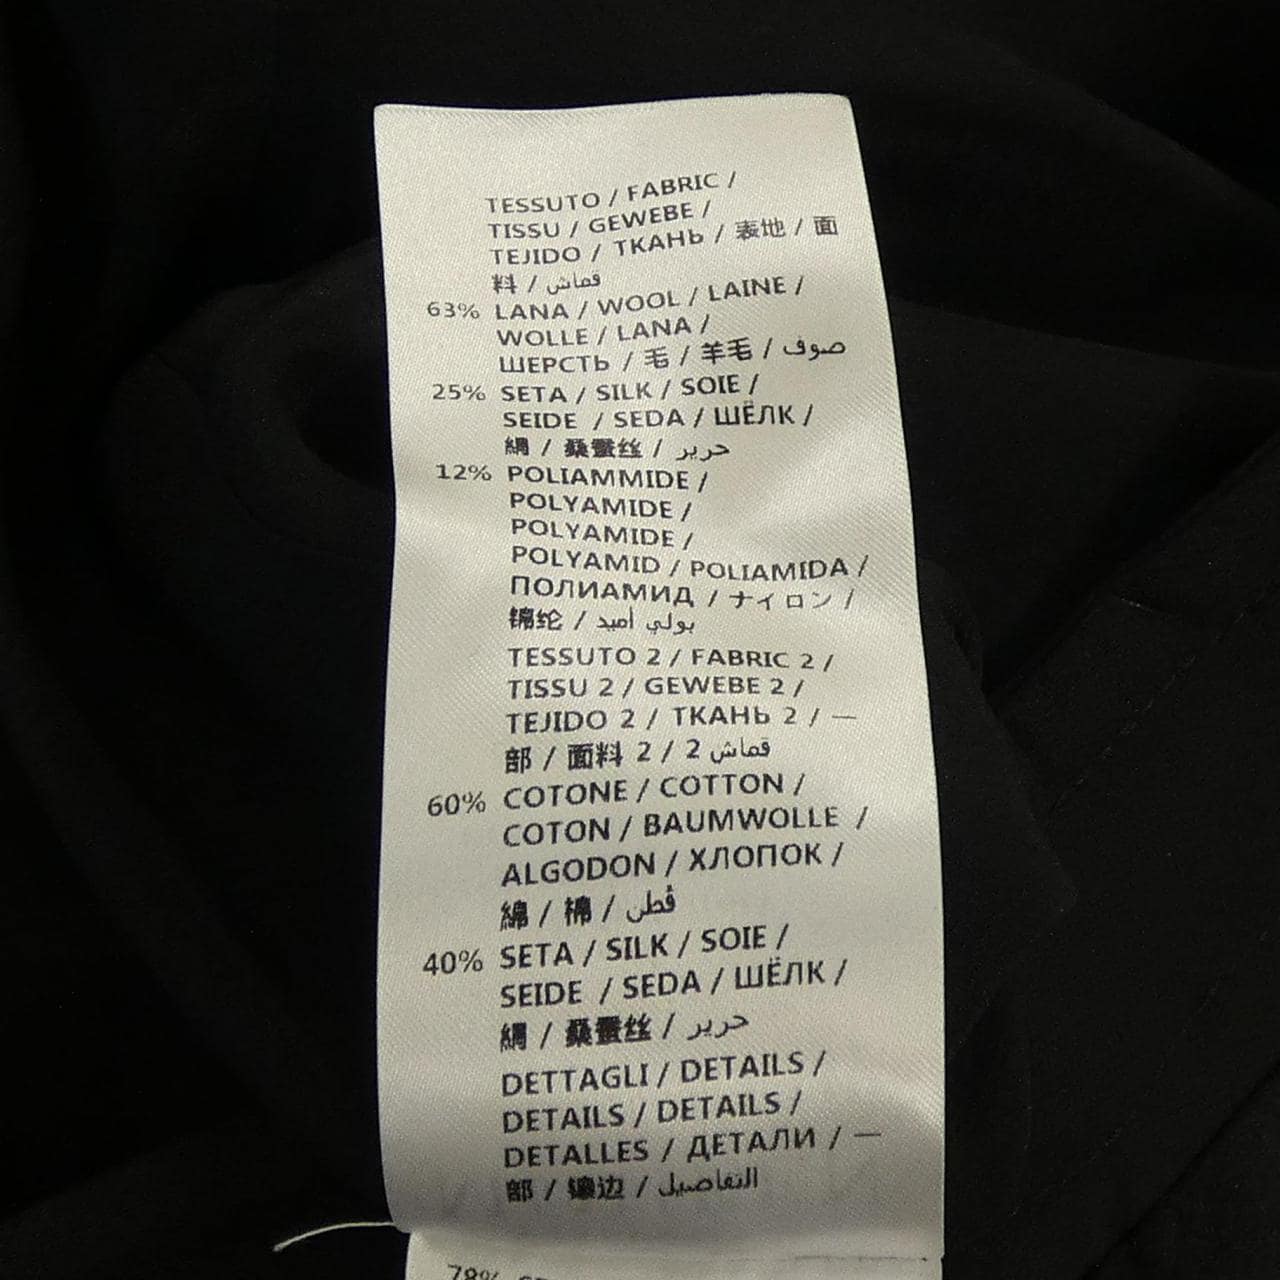 TESSUTO / FABRIC /
TISSU / GEWEBE /
TEJIDO / ТКАНЬ / 表地 / 面
料 / قماش
63% LANA / WOOL / LAINE /
WOLLE / LANA /
ШЕРСТЬ / 毛 / 羊毛 / صوف
25% SETA / SILK / SOIE /
SEIDE / SEDA / ШЁЛК /
絹 / 桑蚕丝 / حرير
12% POLIAMMIDE /
POLYAMIDE /
POLYAMIDE /
POLYAMID / POLIAMIDA /
ПОЛИАМИД / ナイロン /
锦纶 / بولي أميد
TESSUTO 2 / FABRIC 2 /
TISSU 2 / GEWEBE 2 /
TEJIDO 2 / ТКАНЬ 2 / 一
部 / 面料 2 / قماش 2
60% COTONE / COTTON /
COTON / BAUMWOLLE /
ALGODON / ХЛОПОК /
綿 / 棉 / قطن
40% SETA / SILK / SOIE /
SEIDE / SEDA / ШЁЛК /
絹 / 桑蚕丝 / حرير
DETTAGLI / DETAILS /
DETAILS / DETAILS /
DETALLES / ДЕТАЛИ / 一
部 / 镶边 / التفاصيل
78%